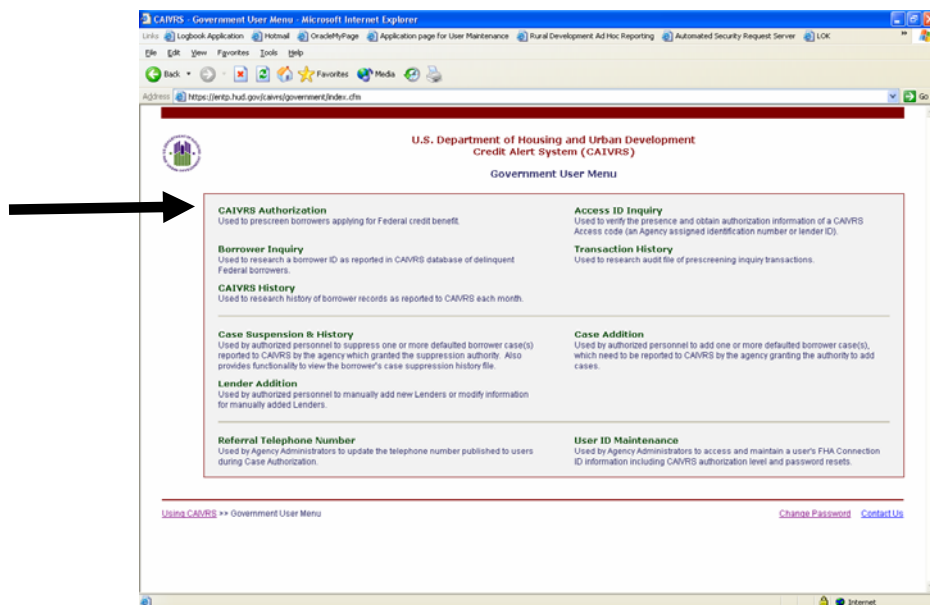 CAIVRS - Government User Menu - Microsoft Internet Explorer
Links Logbook Application Hotmail OracleMyPage Application page for User Maintenance Rural Development Ad Hoc Reporting Automated Security Request Server LOK »
File Edit View Favorites Tools Help
Back Favorites Media
Address https://entp.hud.gov/caivrs/government/index.cfm Go
U.S. Department of Housing and Urban Development
Credit Alert System (CAIVRS)
Government User Menu
CAIVRS Authorization
Used to prescreen borrowers applying for Federal credit benefit.
Access ID Inquiry
Used to verify the presence and obtain authorization information of a CAIVRS
Access code (an Agency assigned identification number or lender ID).
Borrower Inquiry
Used to research a borrower ID as reported in CAIVRS database of delinquent
Federal borrowers.
Transaction History
Used to research audit file of prescreening inquiry transactions.
CAIVRS History
Used to research history of borrower records as reported to CAIVRS each month.
Case Suspension & History
Used by authorized personnel to suppress one or more defaulted borrower case(s)
reported to CAIVRS by the agency which granted the suppression authority. Also
provides functionality to view the borrower's case suppression history file.
Case Addition
Used by authorized personnel to add one or more defaulted borrower case(s),
which need to be reported to CAIVRS by the agency granting the authority to add
cases.
Lender Addition
Used by authorized personnel to manually add new Lenders or modify information
for manually added Lenders.
Referral Telephone Number
Used by Agency Administrators to update the telephone number published to users
during Case Authorization.
User ID Maintenance
Used by Agency Administrators to access and maintain a user's FHA Connection
ID information including CAIVRS authorization level and password resets.
Using CAIVRS >> Government User Menu
Change Password Contact Us
Internet